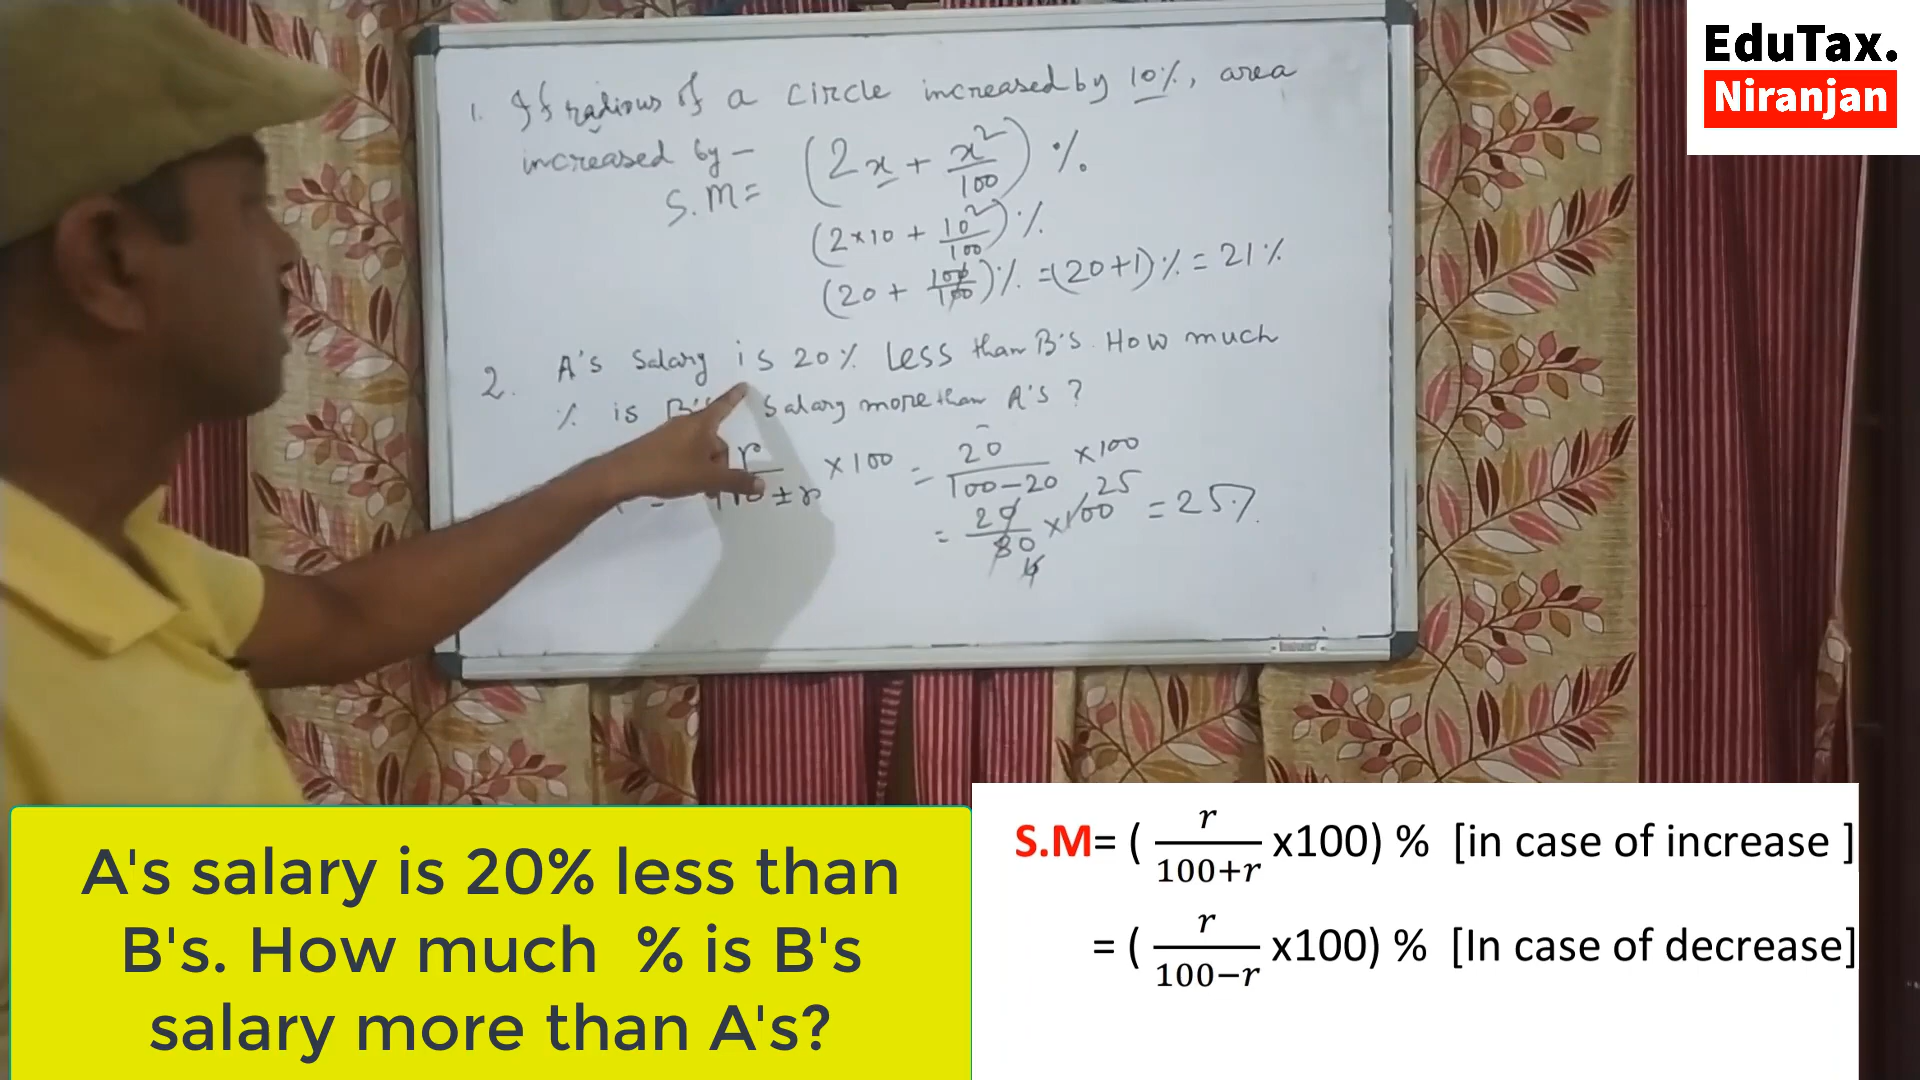 EduTax.
Niranjan
1. If radious of a circle increased by 10%, area
increased by -
S.M= (2x + x²/100) %
(2×10 + 10²/100) %
(20 + 100/100) % = (20+1) % = 21 %
2. A's salary is 20% Less than B's. How much
% is B's salary more than A's?
r ×100 = 20/100-20 ×100
= 20/80 ×100 25 = 25%
4
A's salary is 20% less than
B's. How much % is B's
salary more than A's?
S.M= ( r/100+r x100) % [in case of increase ]
= ( r/100−r x100) % [In case of decrease]